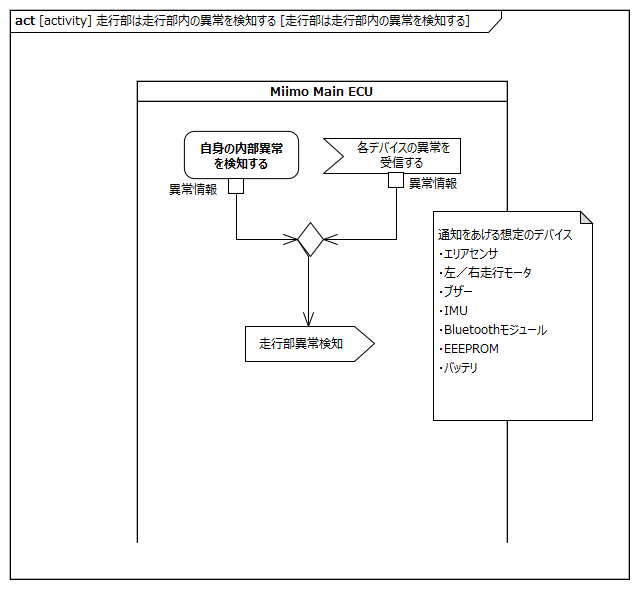 act [activity] 走行部は走行部内の異常を検知する [走行部は走行部内の異常を検知する]
Miimo Main ECU
自身の内部異常
を検知する
各デバイスの異常を
受信する
異常情報
異常情報
通知をあげる想定のデバイス
・エリアセンサ
・左／右走行モータ
・ブザー
・IMU
・Bluetoothモジュール
・EEEPROM
・バッテリ
走行部異常検知